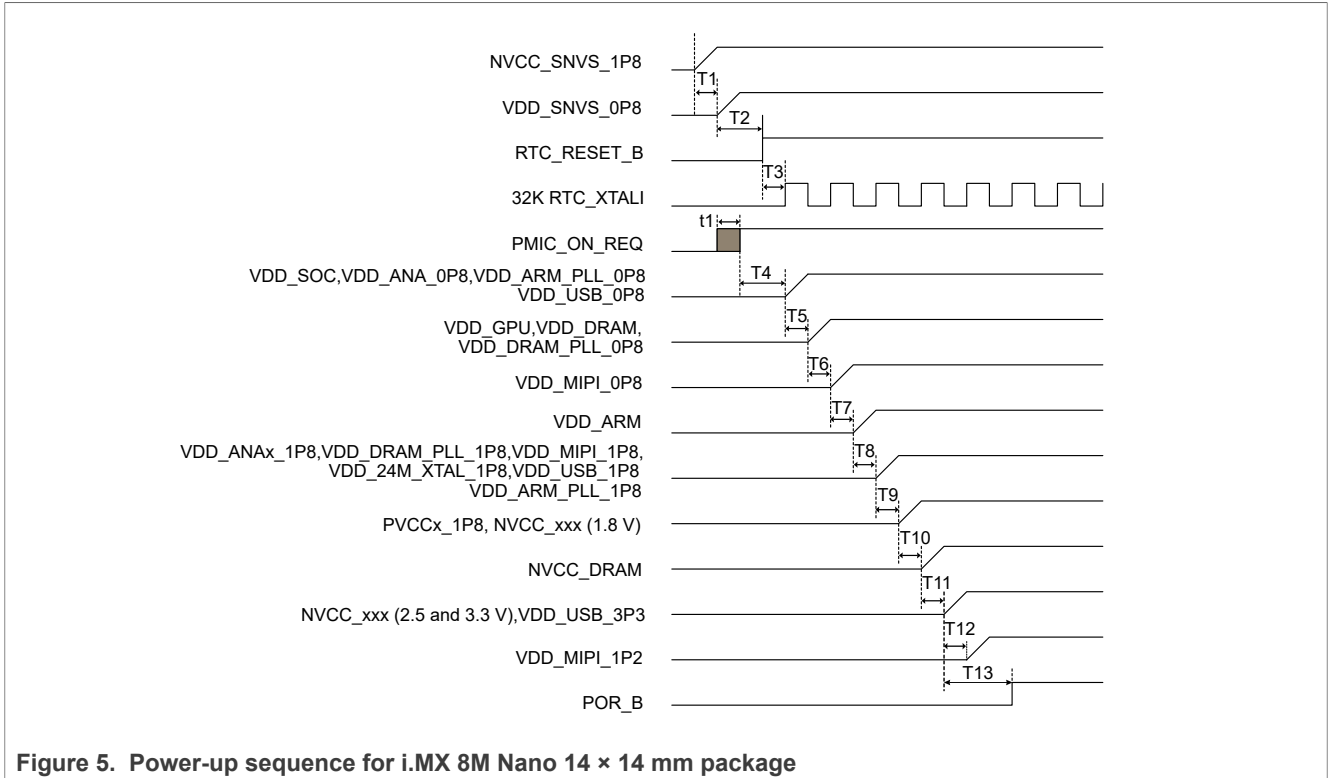 NVCC_SNVS_1P8
T1
VDD_SNVS_0P8
T2
RTC_RESET_B
T3
32K RTC_XTALI
t1
PMIC_ON_REQ
T4
VDD_SOC,VDD_ANA_0P8,VDD_ARM_PLL_0P8
VDD_USB_0P8
T5
VDD_GPU,VDD_DRAM,
VDD_DRAM_PLL_0P8
T6
VDD_MIPI_0P8
T7
VDD_ARM
T8
VDD_ANAx_1P8,VDD_DRAM_PLL_1P8,VDD_MIPI_1P8,
VDD_24M_XTAL_1P8,VDD_USB_1P8
VDD_ARM_PLL_1P8
T9
PVCCx_1P8, NVCC_xxx (1.8 V)
T10
NVCC_DRAM
T11
NVCC_xxx (2.5 and 3.3 V),VDD_USB_3P3
T12
VDD_MIPI_1P2
T13
POR_B
Figure 5. Power-up sequence for i.MX 8M Nano 14 × 14 mm package